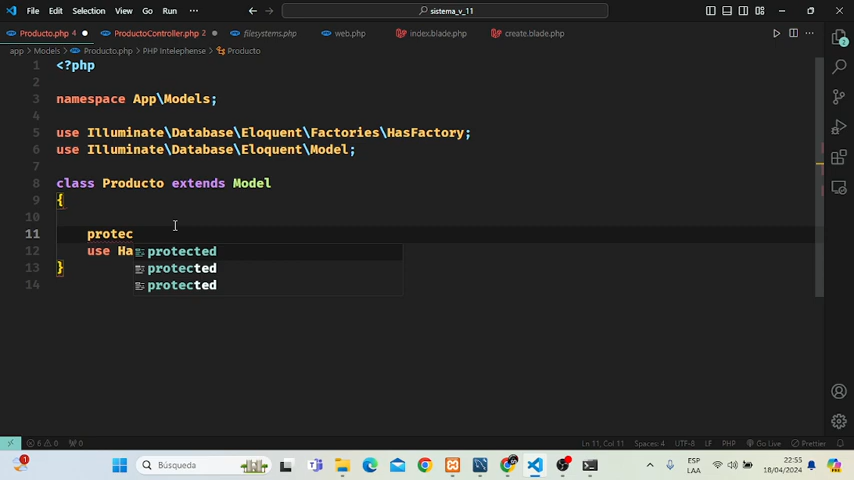 File Edit Selection View Go Run ··· sistema_v_11
Producto.php 4 ProductoController.php 2 filesystems.php web.php index.blade.php create.blade.php
app > Models > Producto.php > PHP Intelephense > Producto
1 <?php
2
3 namespace App\Models;
4
5 use Illuminate\Database\Eloquent\Factories\HasFactory;
6 use Illuminate\Database\Eloquent\Model;
7
8 class Producto extends Model
9 {
10
11 protec
12 use Ha protected
13 } protected
14 protected
6 0 0 Ln 11, Col 11 Spaces: 4 UTF-8 LF PHP Go Live Prettier
Búsqueda ESP LAA 22:55 18/04/2024